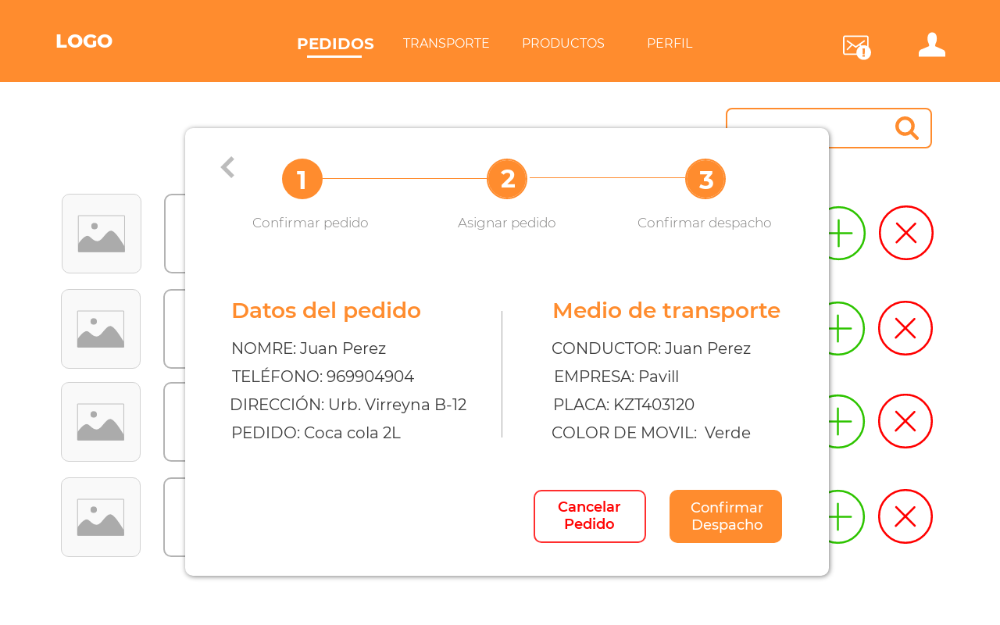 LOGO
PEDIDOS
TRANSPORTE
PRODUCTOS
PERFIL
1
2
3
Confirmar pedido
Asignar pedido
Confirmar despacho
Datos del pedido
NOMRE: Juan Perez
TELÉFONO: 969904904
DIRECCIÓN: Urb. Virreyna B-12
PEDIDO: Coca cola 2L
Medio de transporte
CONDUCTOR: Juan Perez
EMPRESA: Pavill
PLACA: KZT403120
COLOR DE MOVIL:  Verde
Cancelar
Pedido
Confirmar
Despacho